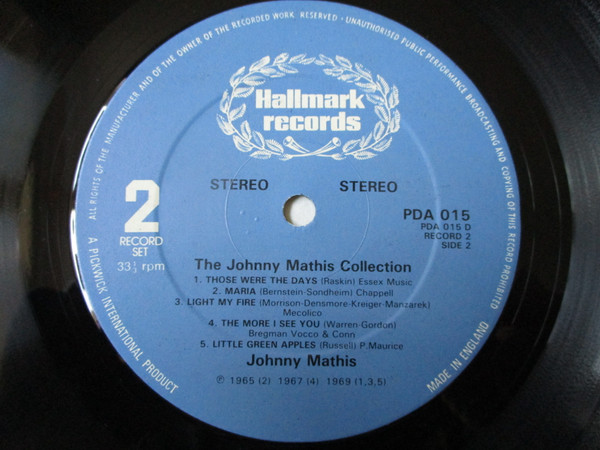 ALL RIGHTS OF THE MANUFACTURER AND OF THE OWNER OF THE RECORDED WORK RESERVED · UNAUTHORISED PUBLIC PERFORMANCE BROADCASTING AND COPYING OF THIS RECORD PROHIBITED
Hallmark
records
STEREO STEREO
2
RECORD
SET
33⅓ rpm
PDA 015
PDA 015 D
RECORD 2
SIDE 2
The Johnny Mathis Collection
1. THOSE WERE THE DAYS (Raskin) Essex Music
2. MARIA (Bernstein-Sondheim) Chappell
3. LIGHT MY FIRE (Morrison-Densmore-Kreiger-Manzarek)
Mecolico
4. THE MORE I SEE YOU (Warren-Gordon)
Bregman Vocco & Conn
5. LITTLE GREEN APPLES (Russell) P.Maurice
Johnny Mathis
℗ 1965 (2) 1967 (4) 1969 (1,3,5)
A PICKWICK INTERNATIONAL PRODUCT
MADE IN ENGLAND